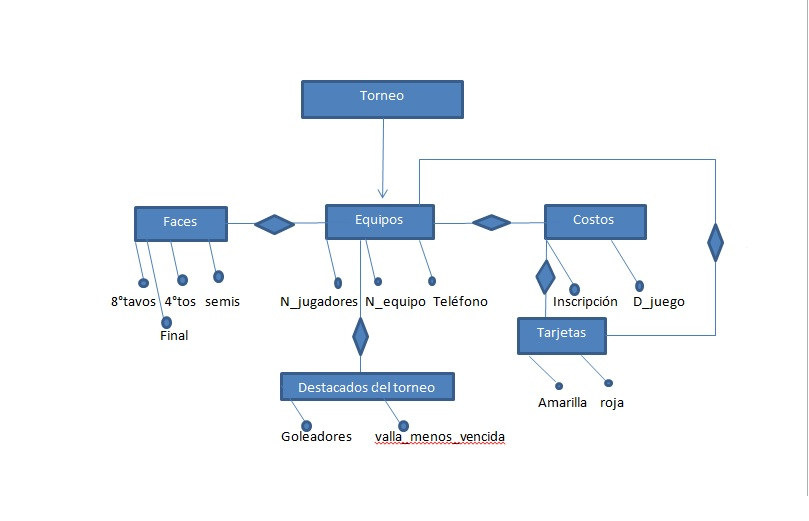 Torneo
Faces
Equipos
Costos
8°tavos 4°tos semis
N_jugadores N_equipo Teléfono
Inscripción D_juego
Final
Tarjetas
Destacados del torneo
Amarilla roja
Goleadores valla_menos_vencida